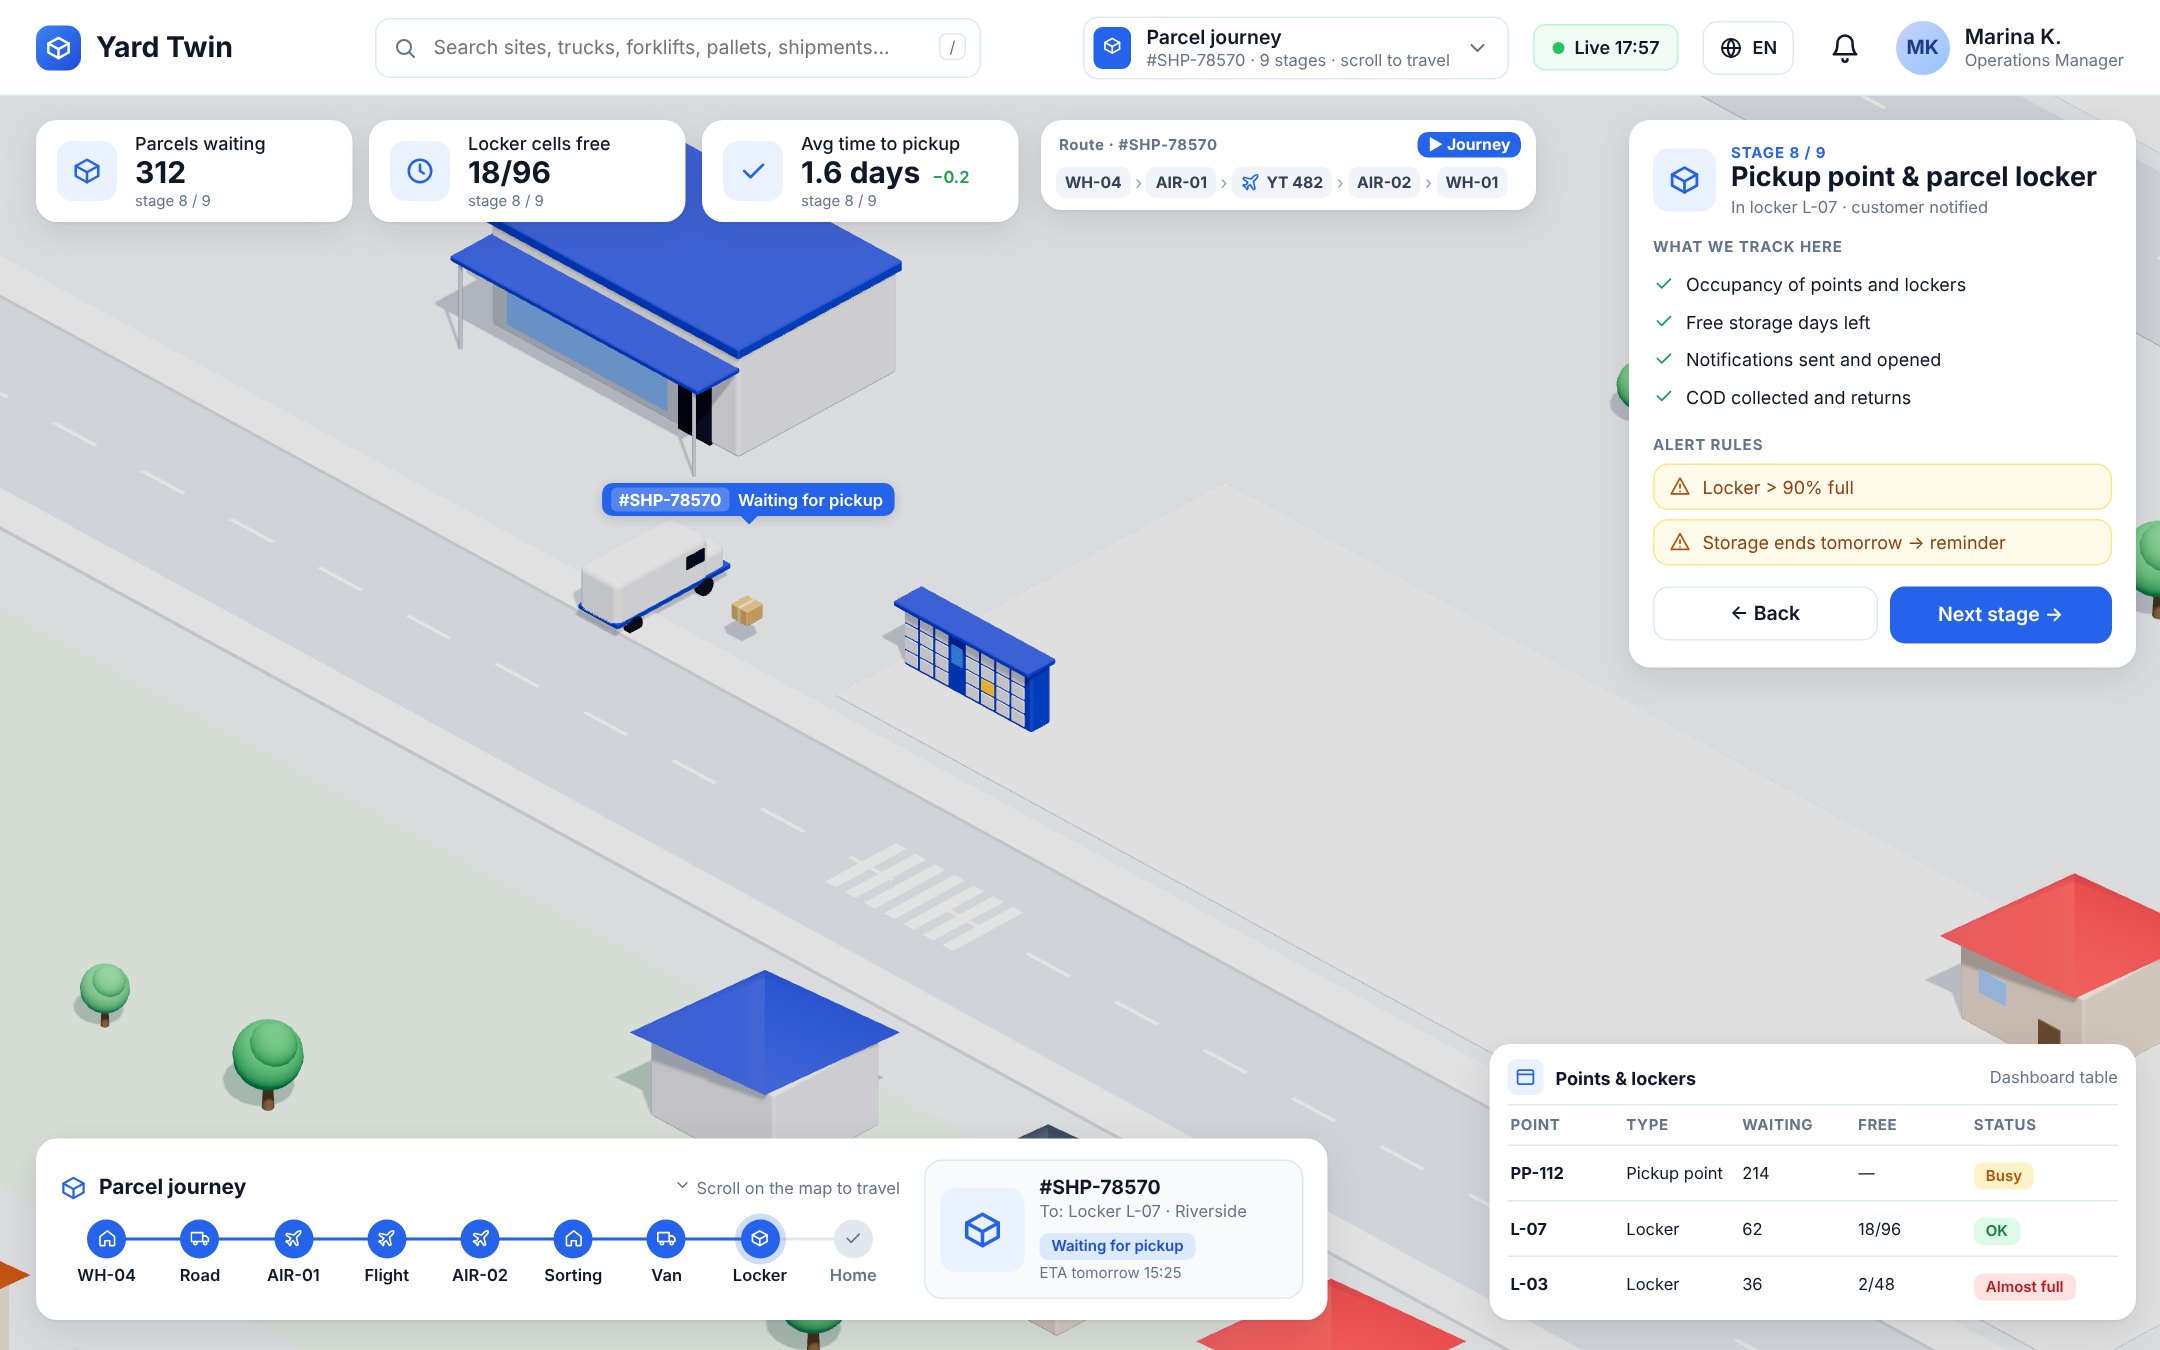 Yard Twin
Search sites, trucks, forklifts, pallets, shipments...
/
Parcel journey
#SHP-78570 · 9 stages · scroll to travel
Live 17:57
EN
MK
Marina K.
Operations Manager
Parcels waiting
312
stage 8 / 9
Locker cells free
18/96
stage 8 / 9
Avg time to pickup
1.6 days −0.2
stage 8 / 9
Route · #SHP-78570
Journey
WH-04 › AIR-01 › YT 482 › AIR-02 › WH-01
STAGE 8 / 9
Pickup point & parcel locker
In locker L-07 · customer notified
WHAT WE TRACK HERE
Occupancy of points and lockers
Free storage days left
Notifications sent and opened
COD collected and returns
ALERT RULES
Locker > 90% full
Storage ends tomorrow → reminder
← Back
Next stage →
#SHP-78570 Waiting for pickup
Parcel journey
Scroll on the map to travel
WH-04 Road AIR-01 Flight AIR-02 Sorting Van Locker Home
#SHP-78570
To: Locker L-07 · Riverside
Waiting for pickup
ETA tomorrow 15:25
Points & lockers
Dashboard table
POINT TYPE WAITING FREE STATUS
PP-112 Pickup point 214 — Busy
L-07 Locker 62 18/96 OK
L-03 Locker 36 2/48 Almost full